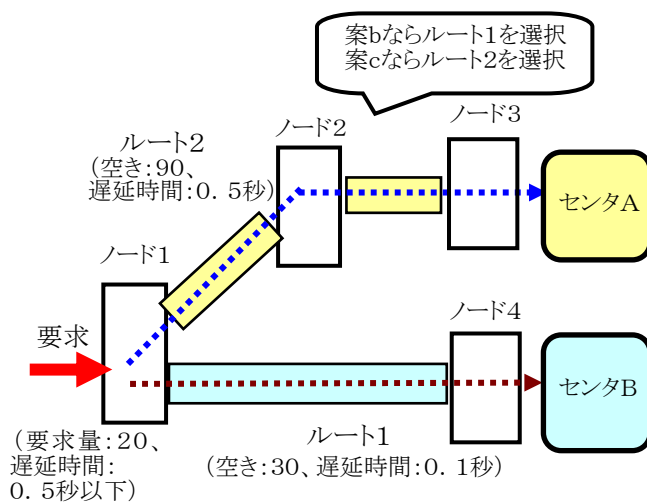 案bならルート1を選択
案cならルート2を選択
ノード3
ノード2
ルート2
(空き:90、
遅延時間:0.5秒)
センタA
ノード1
ノード4
要求
センタB
(要求量:20、
遅延時間:
0.5秒以下)
ルート1
(空き:30、遅延時間:0.1秒)